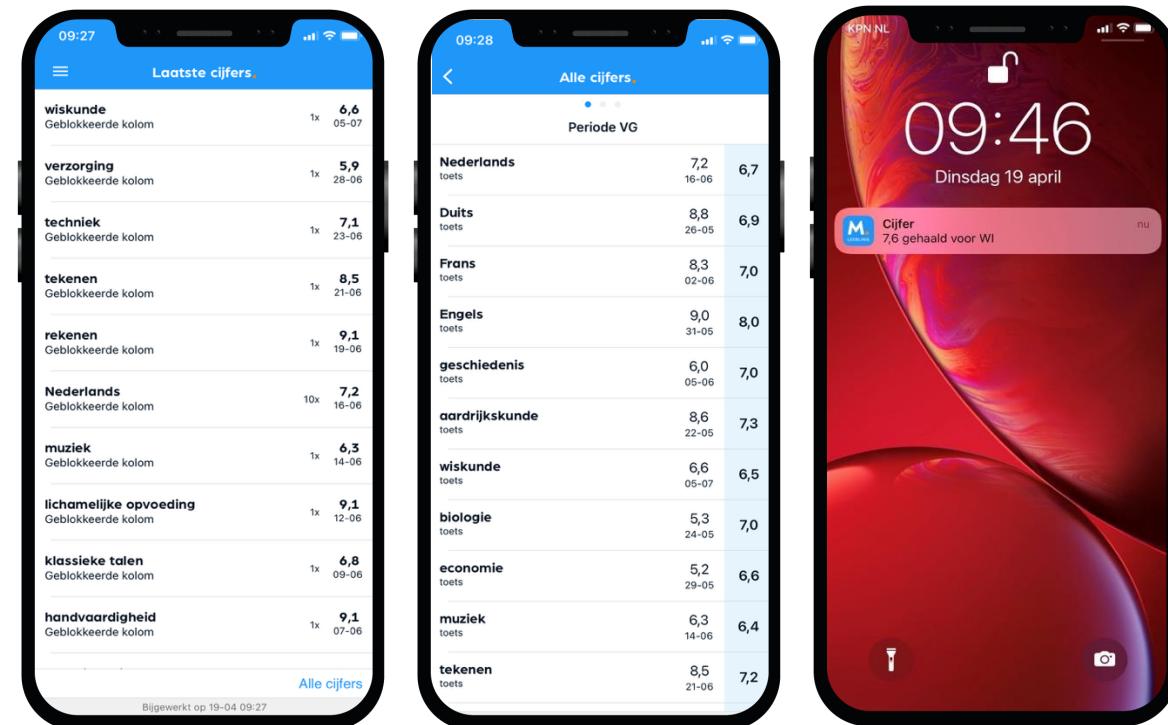 09:27
Laatste cijfers.
wiskunde
Geblokkeerde kolom
1x
6,6
05-07
verzorging
Geblokkeerde kolom
1x
5,9
28-06
techniek
Geblokkeerde kolom
1x
7,1
23-06
tekenen
Geblokkeerde kolom
1x
8,5
21-06
rekenen
Geblokkeerde kolom
1x
9,1
19-06
Nederlands
Geblokkeerde kolom
10x
7,2
16-06
muziek
Geblokkeerde kolom
1x
6,3
14-06
lichamelijke opvoeding
Geblokkeerde kolom
1x
9,1
12-06
klassieke talen
Geblokkeerde kolom
1x
6,8
09-06
handvaardigheid
Geblokkeerde kolom
1x
9,1
07-06
Alle cijfers
Bijgewerkt op 19-04 09:27
09:28
Alle cijfers.
Periode VG
Nederlands
toets
7,2
16-06
6,7
Duits
toets
8,8
26-05
6,9
Frans
toets
8,3
02-06
7,0
Engels
toets
9,0
31-05
8,0
geschiedenis
toets
6,0
05-06
7,0
aardrijkskunde
toets
8,6
22-05
7,3
wiskunde
toets
6,6
05-07
6,5
biologie
toets
5,3
24-05
7,0
economie
toets
5,2
29-05
6,6
muziek
toets
6,3
14-06
6,4
tekenen
toets
8,5
21-06
7,2
KPN NL
09:46
Dinsdag 19 april
M.
LEERLING
Cijfer
nu
7,6 gehaald voor WI